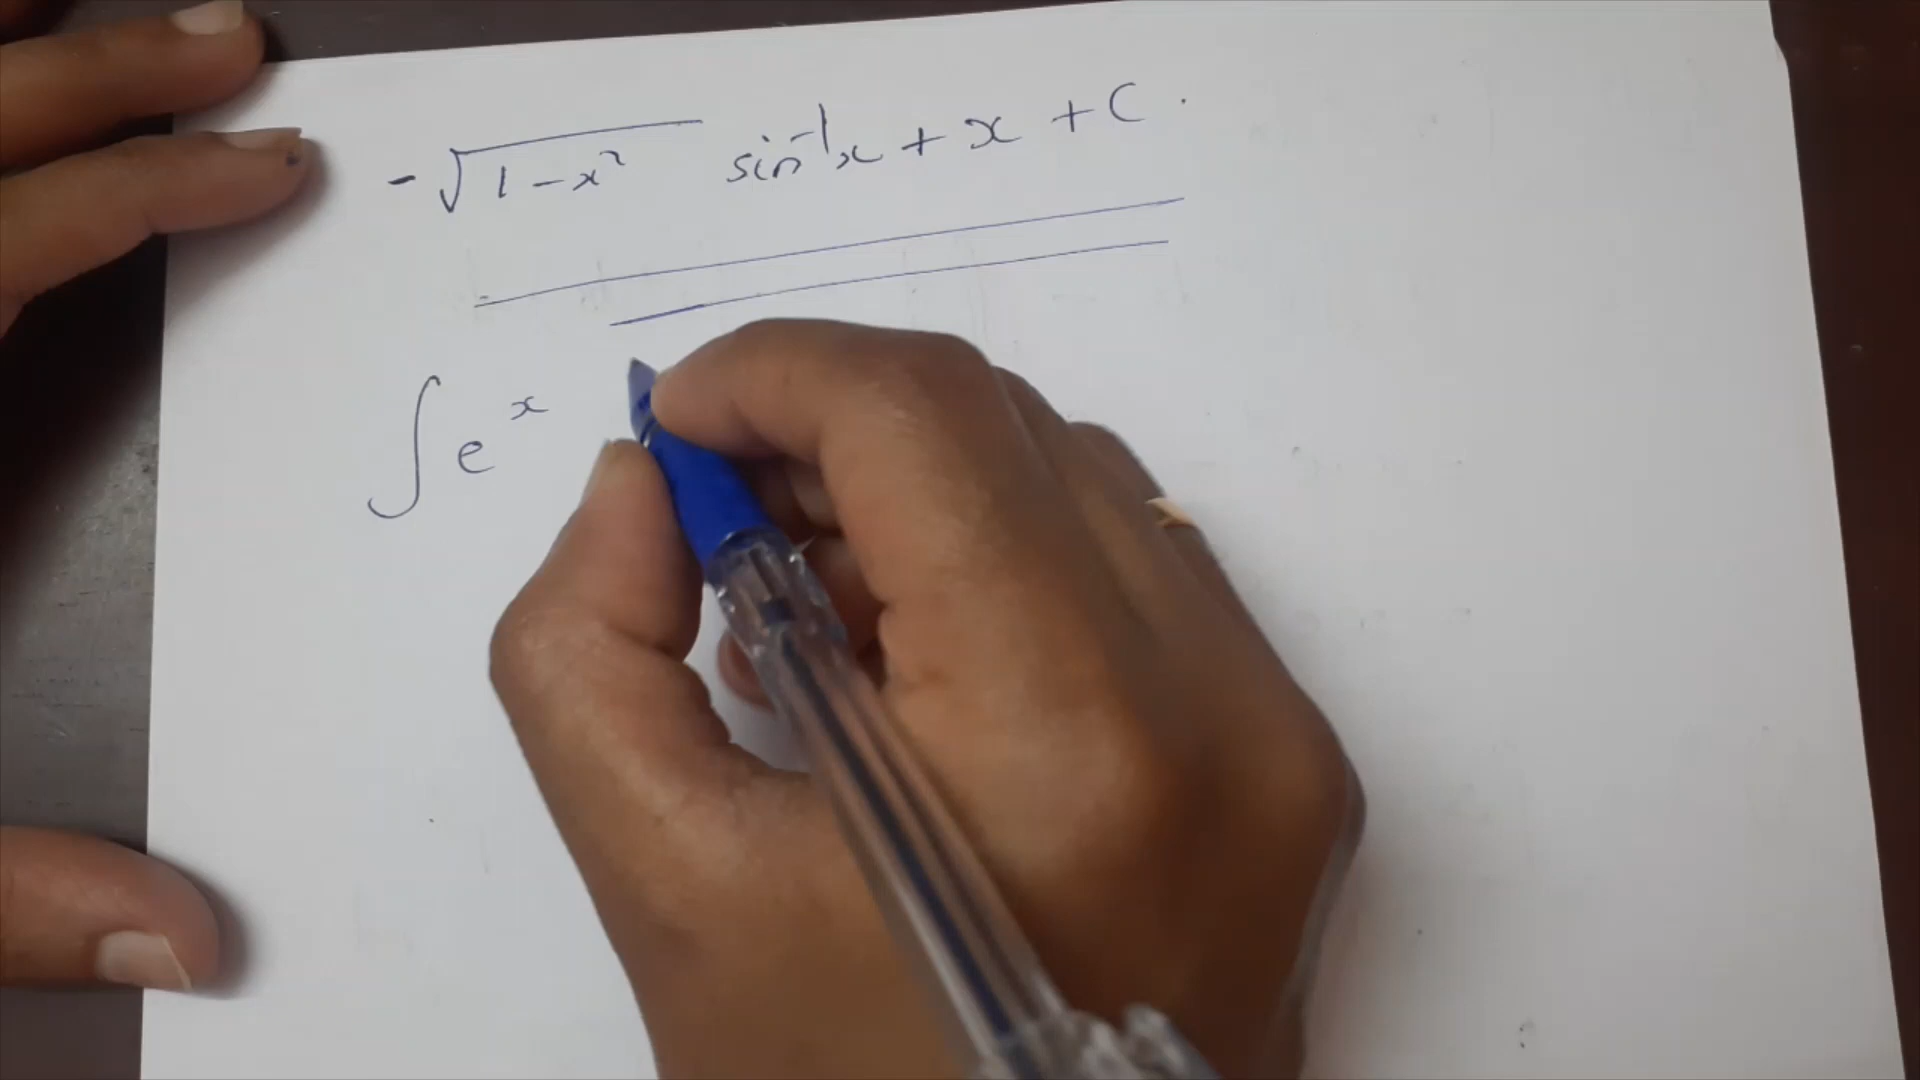 -√(1-x²) sin⁻¹x + x + C.
∫ eˣ